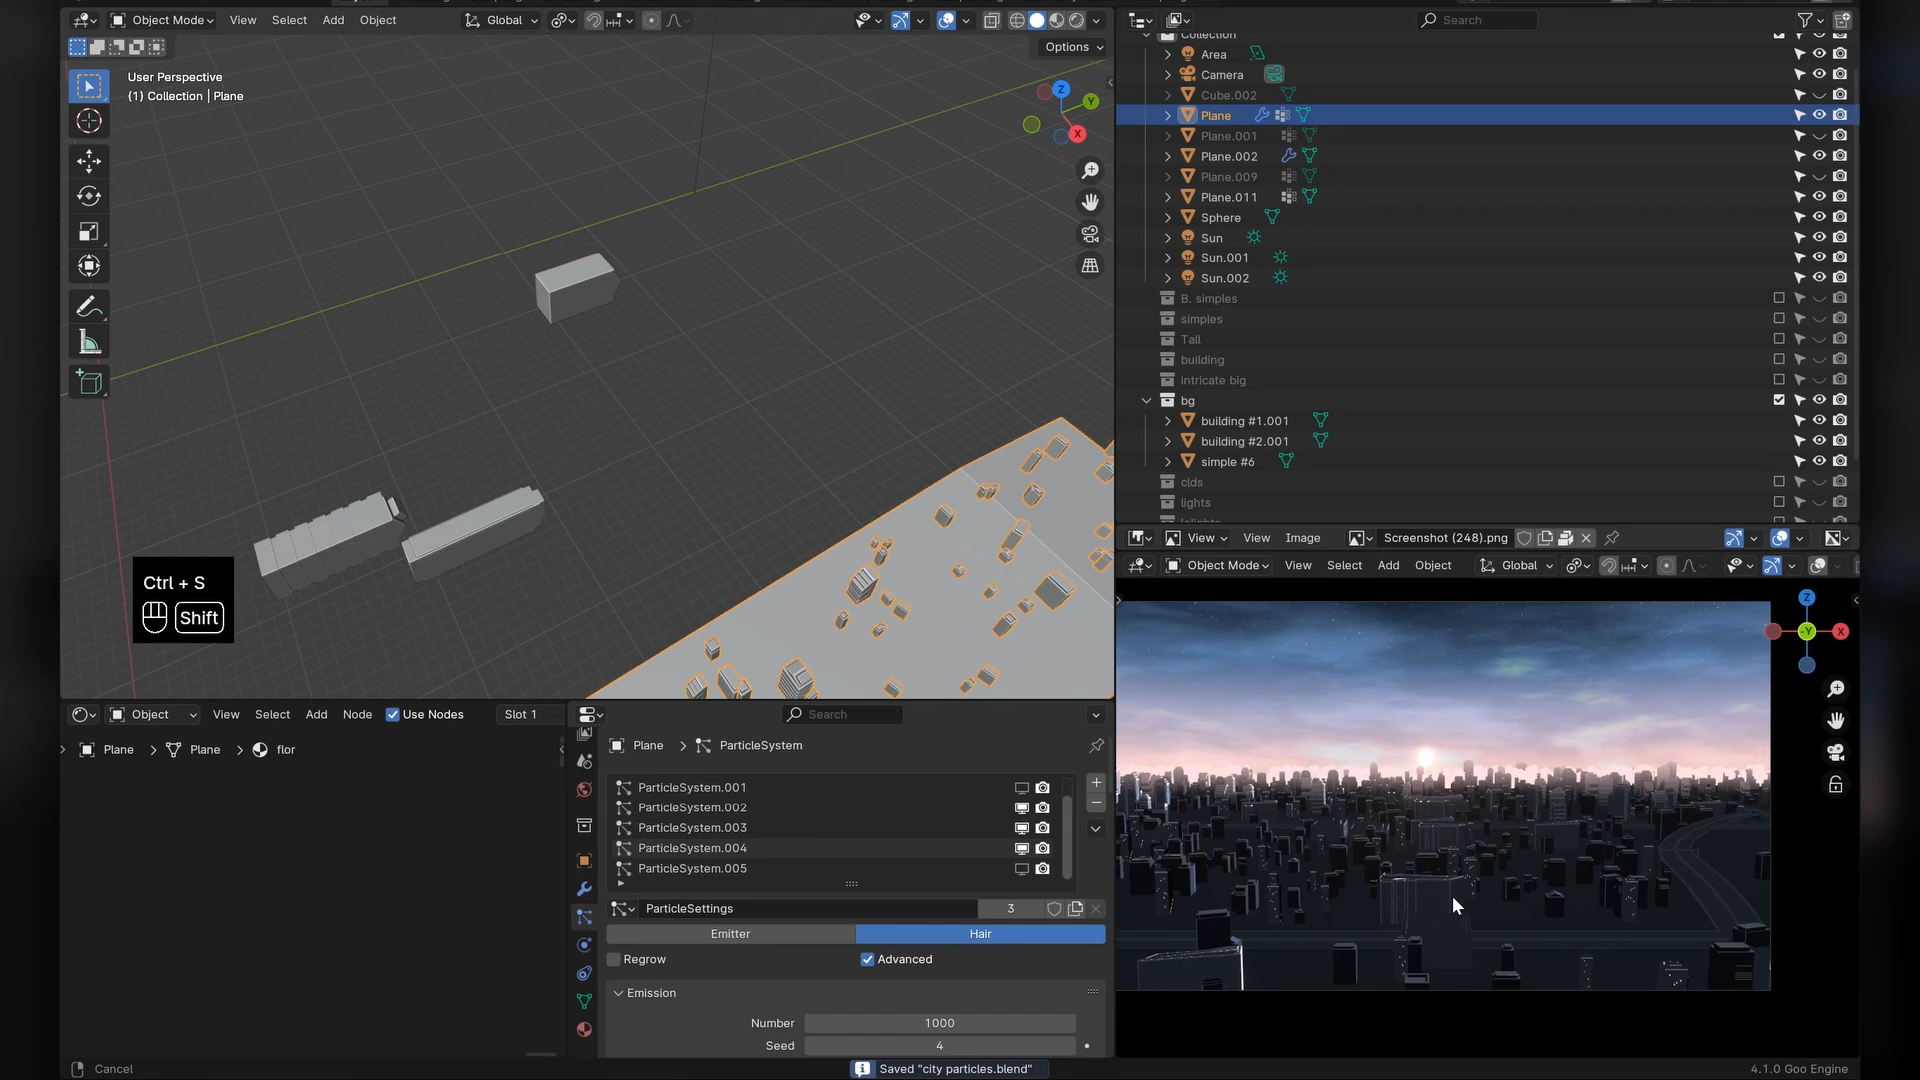 Object Mode View Select Add Object Global
Options
User Perspective
(1) Collection | Plane
Z
Y
X
Ctrl + S
Shift
Search
Collection
Area
Camera
Cube.002
Plane
Plane.001
Plane.002
Plane.009
Plane.011
Sphere
Sun
Sun.001
Sun.002
B. simples
simples
Tall
building
intricate big
bg
building #1.001
building #2.001
simple #6
clds
lights
View View Image Screenshot (248).png
Object Mode View Select Add Object Global
Z
-Y
X
Object View Select Add Node Use Nodes Slot 1
Plane Plane flor
Search
Plane ParticleSystem
ParticleSystem.001
ParticleSystem.002
ParticleSystem.003
ParticleSystem.004
ParticleSystem.005
ParticleSettings 3
Emitter Hair
Regrow Advanced
Emission
Number 1000
Seed 4
Cancel
Saved "city particles.blend"
4.1.0 Goo Engine